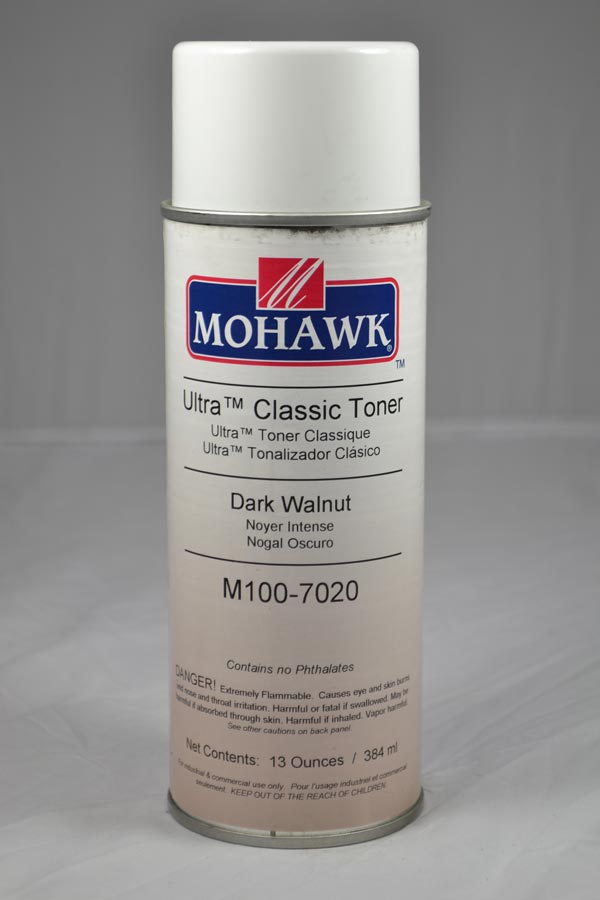 M
MOHAWK®
™
Ultra™ Classic Toner
Ultra™ Toner Classique
Ultra™ Tonalizador Clásico
Dark Walnut
Noyer Intense
Nogal Oscuro
M100-7020
Contains no Phthalates
DANGER! Extremely Flammable. Causes eye and skin burns
and nose and throat irritation. Harmful or fatal if swallowed. May be
harmful if absorbed through skin. Harmful if inhaled. Vapor harmful.
See other cautions on back panel.
Net Contents: 13 Ounces / 384 ml
For industrial & commercial use only. Pour l'usage industriel et commercial
seulement. KEEP OUT OF THE REACH OF CHILDREN.